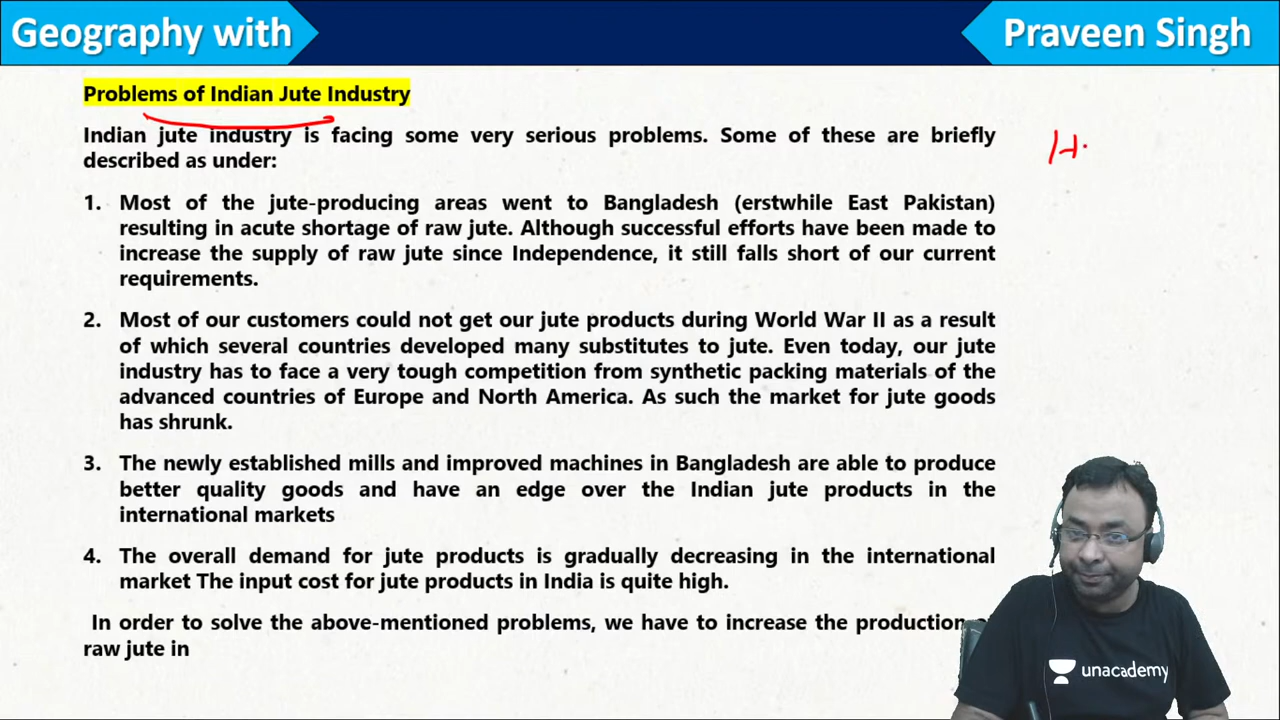 Geography with
Praveen Singh
Problems of Indian Jute Industry
Indian jute industry is facing some very serious problems. Some of these are briefly
described as under:
1. Most of the jute-producing areas went to Bangladesh (erstwhile East Pakistan)
resulting in acute shortage of raw jute. Although successful efforts have been made to
increase the supply of raw jute since Independence, it still falls short of our current
requirements.
2. Most of our customers could not get our jute products during World War II as a result
of which several countries developed many substitutes to jute. Even today, our jute
industry has to face a very tough competition from synthetic packing materials of the
advanced countries of Europe and North America. As such the market for jute goods
has shrunk.
3. The newly established mills and improved machines in Bangladesh are able to produce
better quality goods and have an edge over the Indian jute products in the
international markets
4. The overall demand for jute products is gradually decreasing in the international
market The input cost for jute products in India is quite high.
In order to solve the above-mentioned problems, we have to increase the production
raw jute in
unacademy